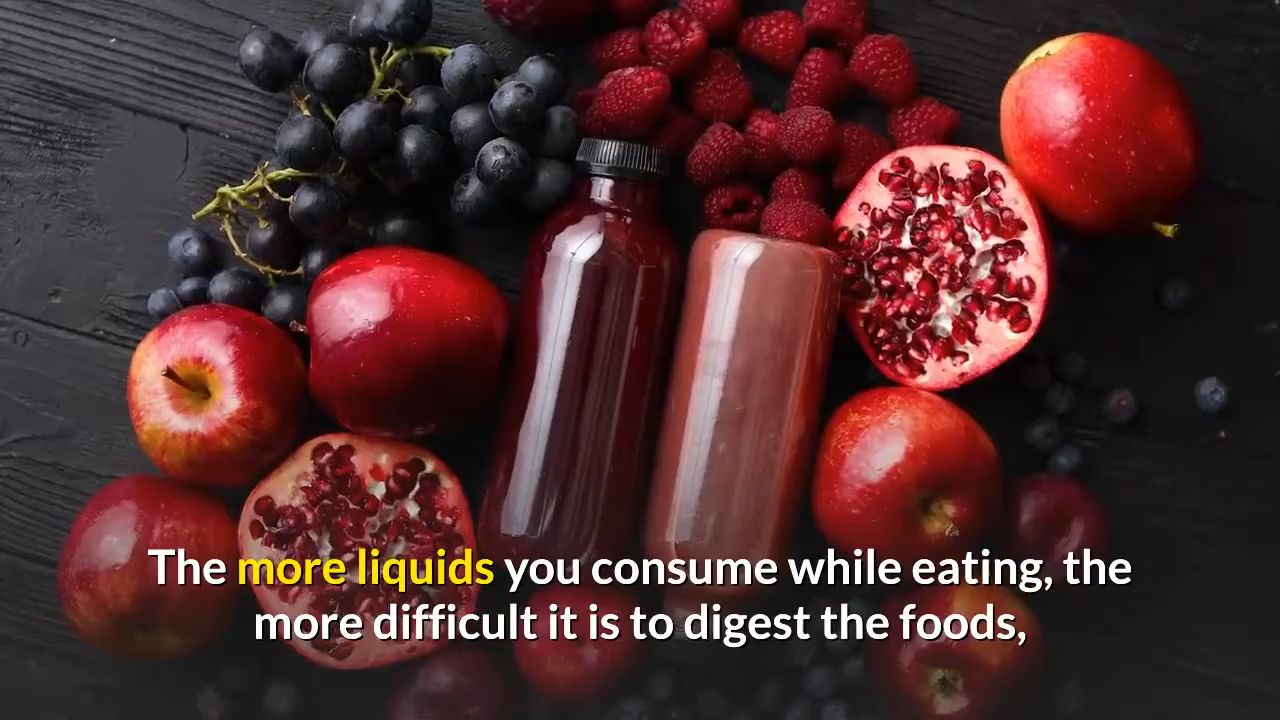 The more liquids you consume while eating, the
more difficult it is to digest the foods,